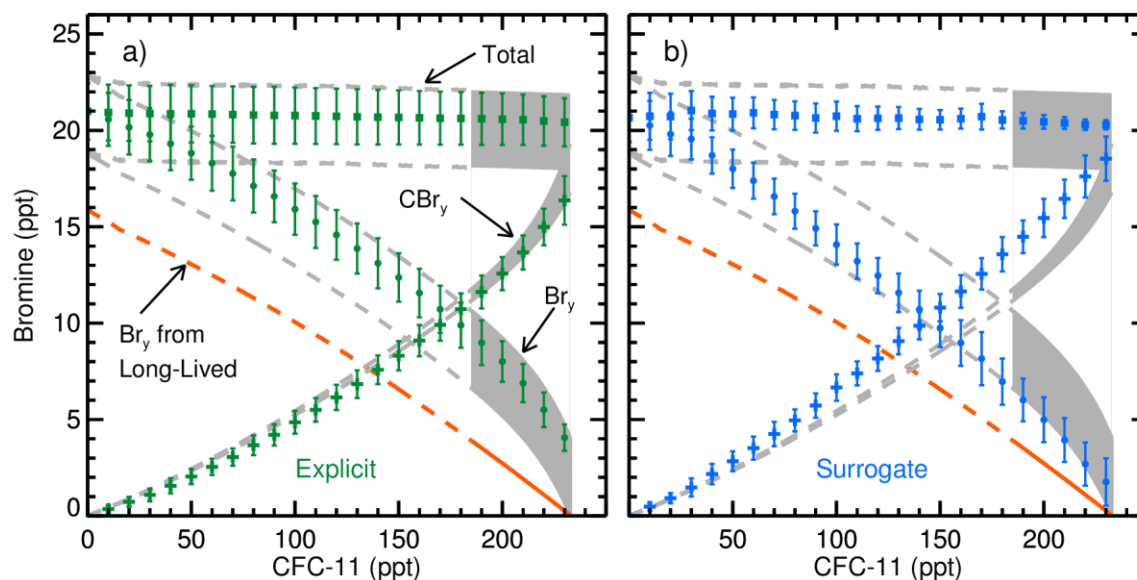 a)
Total
CBry
Bry
Bry from
Long-Lived
Explicit
25
20
15
10
5
0
Bromine (ppt)
0 50 100 150 200
CFC-11 (ppt)
b)
Surrogate
50 100 150 200
CFC-11 (ppt)